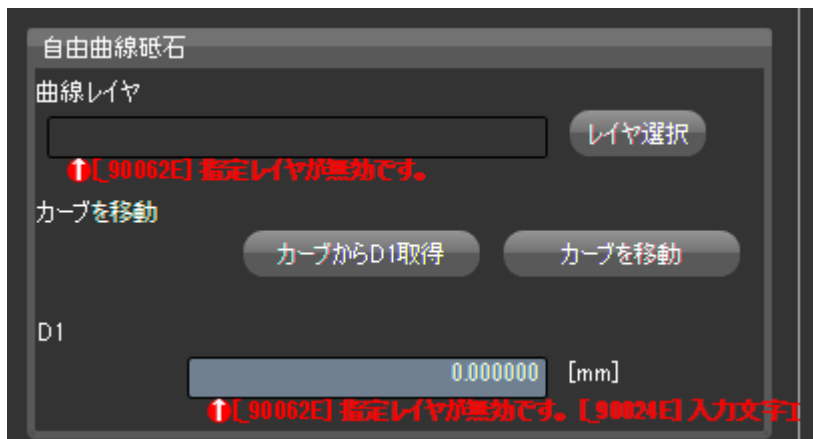 自由曲線砥石
曲線レイヤ
レイヤ選択
[_90062E] 指定レイヤが無効です。
カーブを移動
カーブからD1取得 カーブを移動
D1
0.000000 [mm]
[_90062E] 指定レイヤが無効です。[_90024E] 入力文字